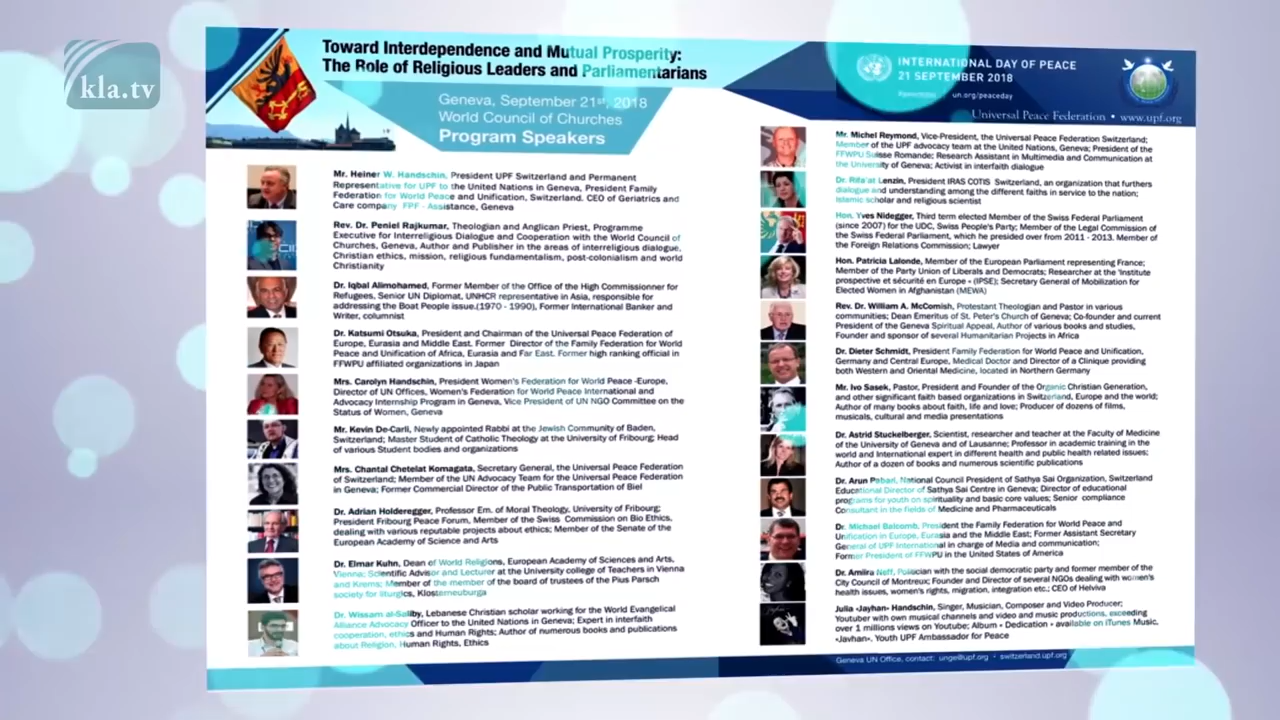 kla.tv
Toward Interdependence and Mutual Prosperity:
The Role of Religious Leaders and Parliamentarians
Geneva, September 21st, 2018
World Council of Churches
Program Speakers
INTERNATIONAL DAY OF PEACE
21 SEPTEMBER 2018
un.org/peaceday
Universal Peace Federation • www.upf.org
Mr. Heiner W. Handschin, President UPF Switzerland and Permanent
Representative for UPF to the United Nations in Geneva, President Family
Federation for World Peace and Unification, Switzerland. CEO of Geriatrics and
Care company FPF - Assistance, Geneva
Rev. Dr. Peniel Rajkumar, Theologian and Anglican Priest, Programme
Executive for Interreligious Dialogue and Cooperation with the World Council of
Churches, Geneva, Author and Publisher in the areas of interreligious dialogue,
Christian ethics, mission, religious fundamentalism, post-colonialism and world
Christianity
Dr. Iqbal Alimohamed, Former Member of the Office of the High Commissionner for
Refugees, Senior UN Diplomat, UNHCR representative in Asia, responsible for
addressing the Boat People issue.(1970 - 1990), Former International Banker and
Writer, columnist
Dr. Katsumi Otsuka, President and Chairman of the Universal Peace Federation of
Europe, Eurasia and Middle East. Former Director of the Family Federation for World
Peace and Unification of Africa, Eurasia and Far East. Former high ranking official in
FFWPU affiliated organizations in Japan
Mrs. Carolyn Handschin, President Women's Federation for World Peace -Europe,
Director of UN Offices, Women's Federation for World Peace International and
Advocacy Internship Program in Geneva, Vice President of UN NGO Committee on the
Status of Women, Geneva
Mr. Kevin De-Carli, Newly appointed Rabbi at the Jewish Community of Baden,
Switzerland; Master Student of Catholic Theology at the University of Fribourg; Head
of various Student bodies and organizations
Mrs. Chantal Chetelat Komagata, Secretary General, the Universal Peace Federation
of Switzerland; Member of the UN Advocacy Team for the Universal Peace Federation
in Geneva; Former Commercial Director of the Public Transportation of Biel
Dr. Adrian Holderegger, Professor Em. of Moral Theology, University of Fribourg;
President Fribourg Peace Forum, Member of the Swiss Commission on Bio Ethics,
dealing with various reputable projects about ethics; Member of the Senate of the
European Academy of Science and Arts
Dr. Elmar Kuhn, Dean of World Religions, European Academy of Sciences and Arts,
Vienna; Scientific Advisor and Lecturer at the University college of Teachers in Vienna
and Krems; Member of the member of the board of trustees of the Pius Parsch
society for liturgics, Klosterneuburga
Dr. Wissam al-Saliby, Lebanese Christian scholar working for the World Evangelical
Alliance Advocacy Officer to the United Nations in Geneva; Expert in interfaith
cooperation, ethics and Human Rights; Author of numerous books and publications
about Religion, Human Rights, Ethics
Mr. Michel Reymond, Vice-President, the Universal Peace Federation Switzerland;
Member of the UPF advocacy team at the United Nations, Geneva; President of the
FFWPU Suisse Romande; Research Assistant in Multimedia and Communication at
the University of Geneva; Activist in interfaith dialogue
Dr. Rifa'at Lenzin, President IRAS COTIS Switzerland, an organization that furthers
dialogue and understanding among the different faiths in service to the nation;
Islamic scholar and religious scientist
Hon. Yves Nidegger, Third term elected Member of the Swiss Federal Parliament
(since 2007) for the UDC, Swiss People's Party; Member of the Legal Commission of
the Swiss Federal Parliament, which he presided over from 2011 - 2013. Member of
the Foreign Relations Commission; Lawyer
Hon. Patricia Lalonde, Member of the European Parliament representing France;
Member of the Party Union of Liberals and Democrats; Researcher at the 'Institute
prospective et sécurité en Europe » (IPSE); Secretary General of Mobilization for
Elected Women in Afghanistan (MEWA)
Rev. Dr. William A. McComish, Protestant Theologian and Pastor in various
communities; Dean Emeritus of St. Peter's Church of Geneva; Co-founder and current
President of the Geneva Spiritual Appeal, Author of various books and studies,
Founder and sponsor of several Humanitarian Projects in Africa
Dr. Dieter Schmidt, President Family Federation for World Peace and Unification,
Germany and Central Europe, Medical Doctor and Director of a Clinique providing
both Western and Oriental Medicine, located in Northern Germany
Mr. Ivo Sasek, Pastor, President and Founder of the Organic Christian Generation,
and other significant faith based organizations in Switzerland, Europe and the world;
Author of many books about faith, life and love; Producer of dozens of films,
musicals, cultural and media presentations
Dr. Astrid Stuckelberger, Scientist, researcher and teacher at the Faculty of Medicine
of the University of Geneva and of Lausanne; Professor in academic training in the
world and International expert in different health and public health related issues;
Author of a dozen of books and numerous scientific publications
Dr. Arun Pabari, National Council President of Sathya Sai Organization, Switzerland
Educational Director of Sathya Sai Centre in Geneva; Director of educational
programs for youth on spirituality and basic core values; Senior compliance
Consultant in the Fields of Medicine and Pharmaceuticals
Dr. Michael Balcomb, President the Family Federation for World Peace and
Unification in Europe, Eurasia and the Middle East; Former Assistant Secretary
General of UPF International in charge of Media and communication;
Former President of FFWPU in the United States of America
Dr. Amiira Neff, Politician with the social democratic party and former member of the
City Council of Montreux; Founder and Director of several NGOs dealing with women's
health issues, women's rights, migration, integration etc.; CEO of Helviva
Julia «Jayhan» Handschin, Singer, Musician, Composer and Video Producer;
Youtuber with own musical channels and video and music productions, exceeding
over 1 millions views on Youtube; Album « Dedication » available on iTunes Music,
«Jayhan». Youth UPF Ambassador for Peace
Geneva UN Office, contact: unge@upf.org • switzerland.upf.org